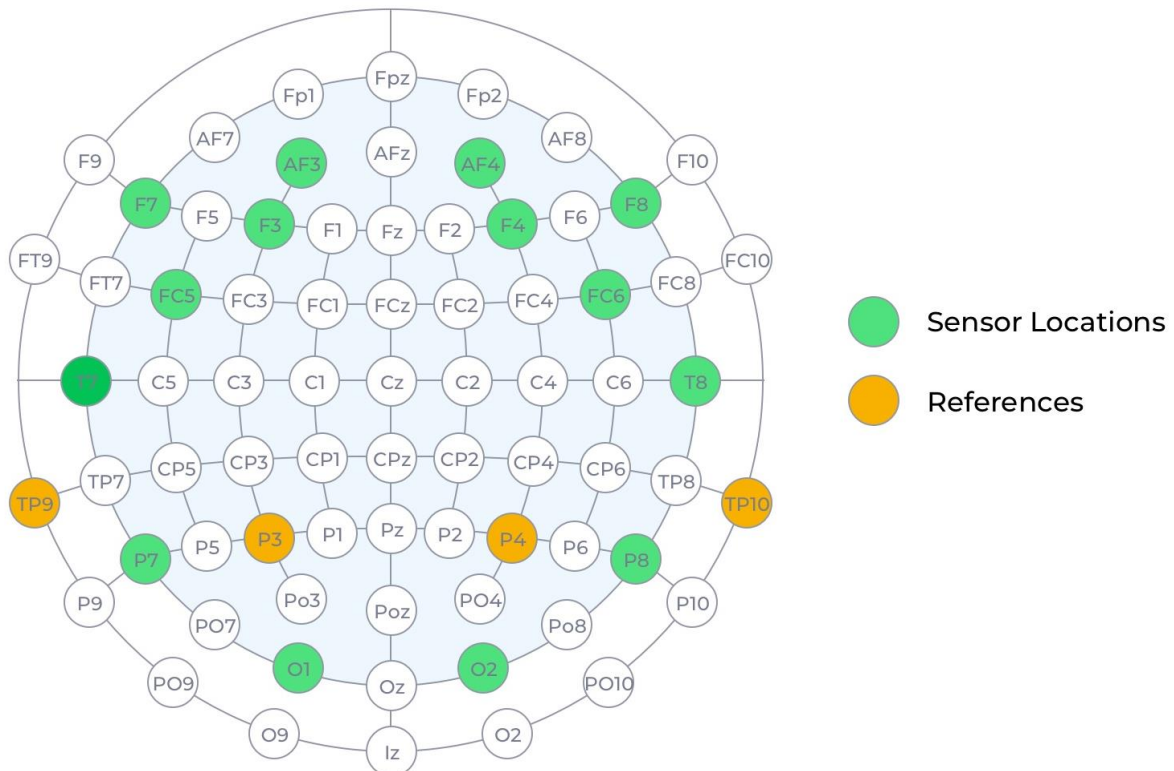 Fpz
Fp1
Fp2
AF7
AF8
AFz
F9
AF3
AF4
F10
F7
F5
F3
F1
Fz
F2
F4
F6
F8
FT9
FT7
FC5
FC3
FC1
FCz
FC2
FC4
FC6
FC8
FC10
Sensor Locations
T7
C5
C3
C1
Cz
C2
C4
C6
T8
References
TP9
TP7
CP5
CP3
CP1
CPz
CP2
CP4
CP6
TP8
TP10
P7
P5
P3
P1
Pz
P2
P4
P6
P8
P9
Po3
Poz
PO4
P10
PO7
Po8
O1
O2
PO9
Oz
PO10
O9
O2
Iz